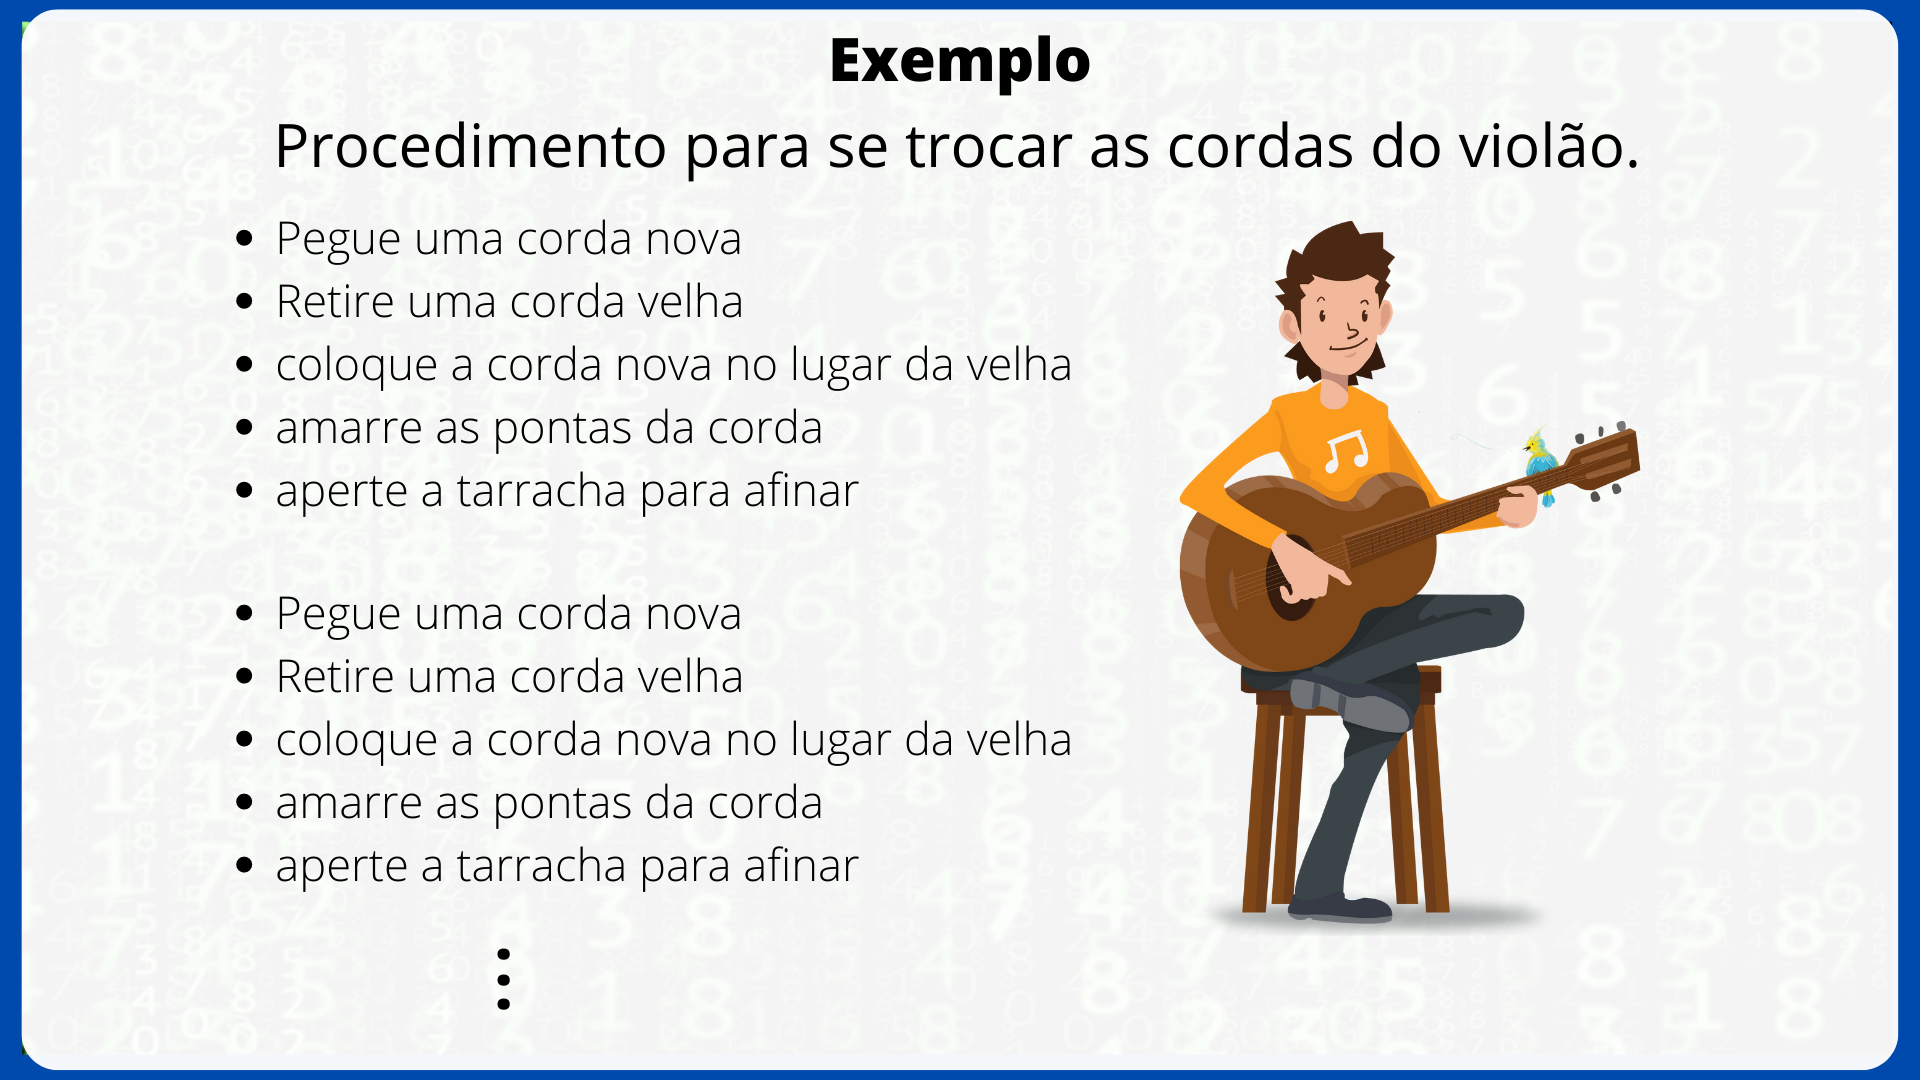 Exemplo
Procedimento para se trocar as cordas do violão.
• Pegue uma corda nova
• Retire uma corda velha
• coloque a corda nova no lugar da velha
• amarre as pontas da corda
• aperte a tarracha para afinar
• Pegue uma corda nova
• Retire uma corda velha
• coloque a corda nova no lugar da velha
• amarre as pontas da corda
• aperte a tarracha para afinar
⋮